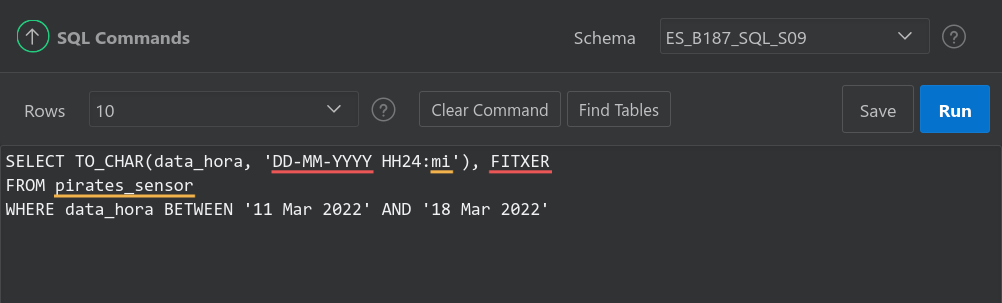 SQL Commands
Schema
ES_B187_SQL_S09
?
Rows
10
?
Clear Command
Find Tables
Save
Run
SELECT TO_CHAR(data_hora, 'DD-MM-YYYY HH24:mi'), FITXER
FROM pirates_sensor
WHERE data_hora BETWEEN '11 Mar 2022' AND '18 Mar 2022'